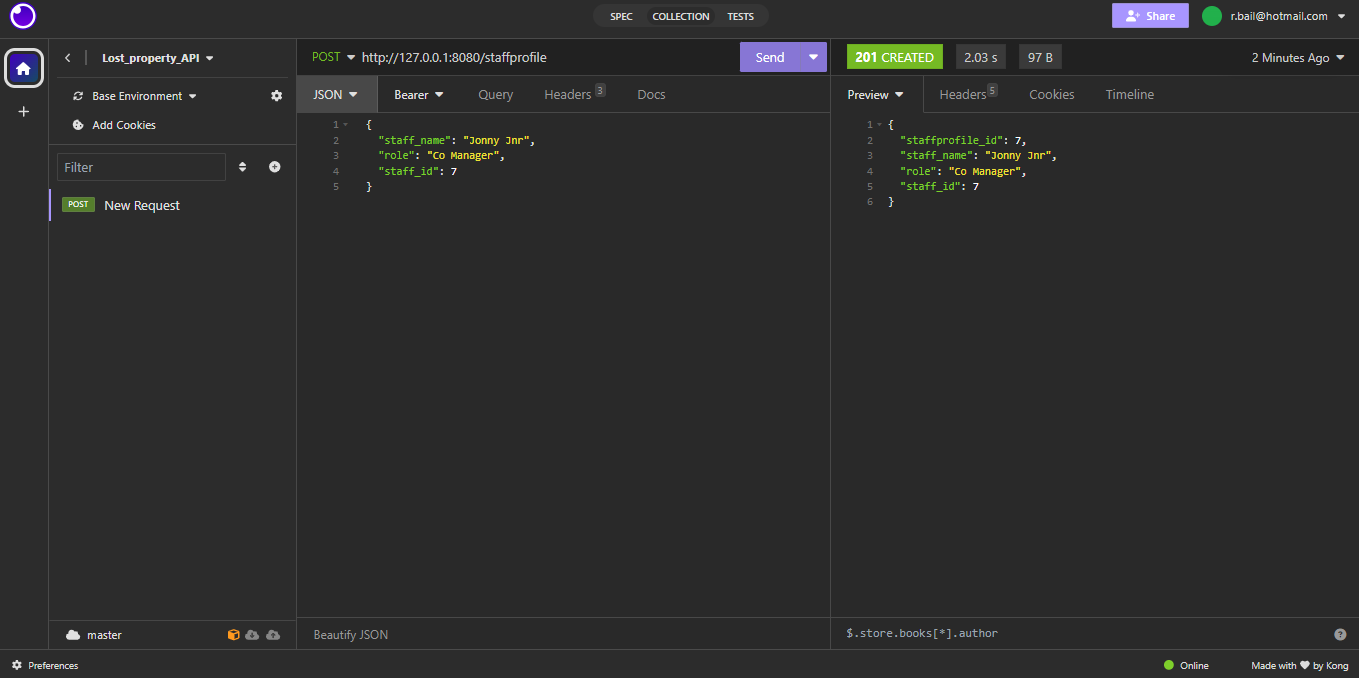 SPEC COLLECTION TESTS
Share
r.bail@hotmail.com
Lost_property_API
Base Environment
Add Cookies
Filter
POST New Request
master
POST http://127.0.0.1:8080/staffprofile Send
JSON Bearer Query Headers 3 Docs
1 {
2 "staff_name": "Jonny Jnr",
3 "role": "Co Manager",
4 "staff_id": 7
5 }
Beautify JSON
201 CREATED 2.03 s 97 B 2 Minutes Ago
Preview Headers 5 Cookies Timeline
1 {
2 "staffprofile_id": 7,
3 "staff_name": "Jonny Jnr",
4 "role": "Co Manager",
5 "staff_id": 7
6 }
$.store.books[*].author
Preferences
Online
Made with ♥ by Kong